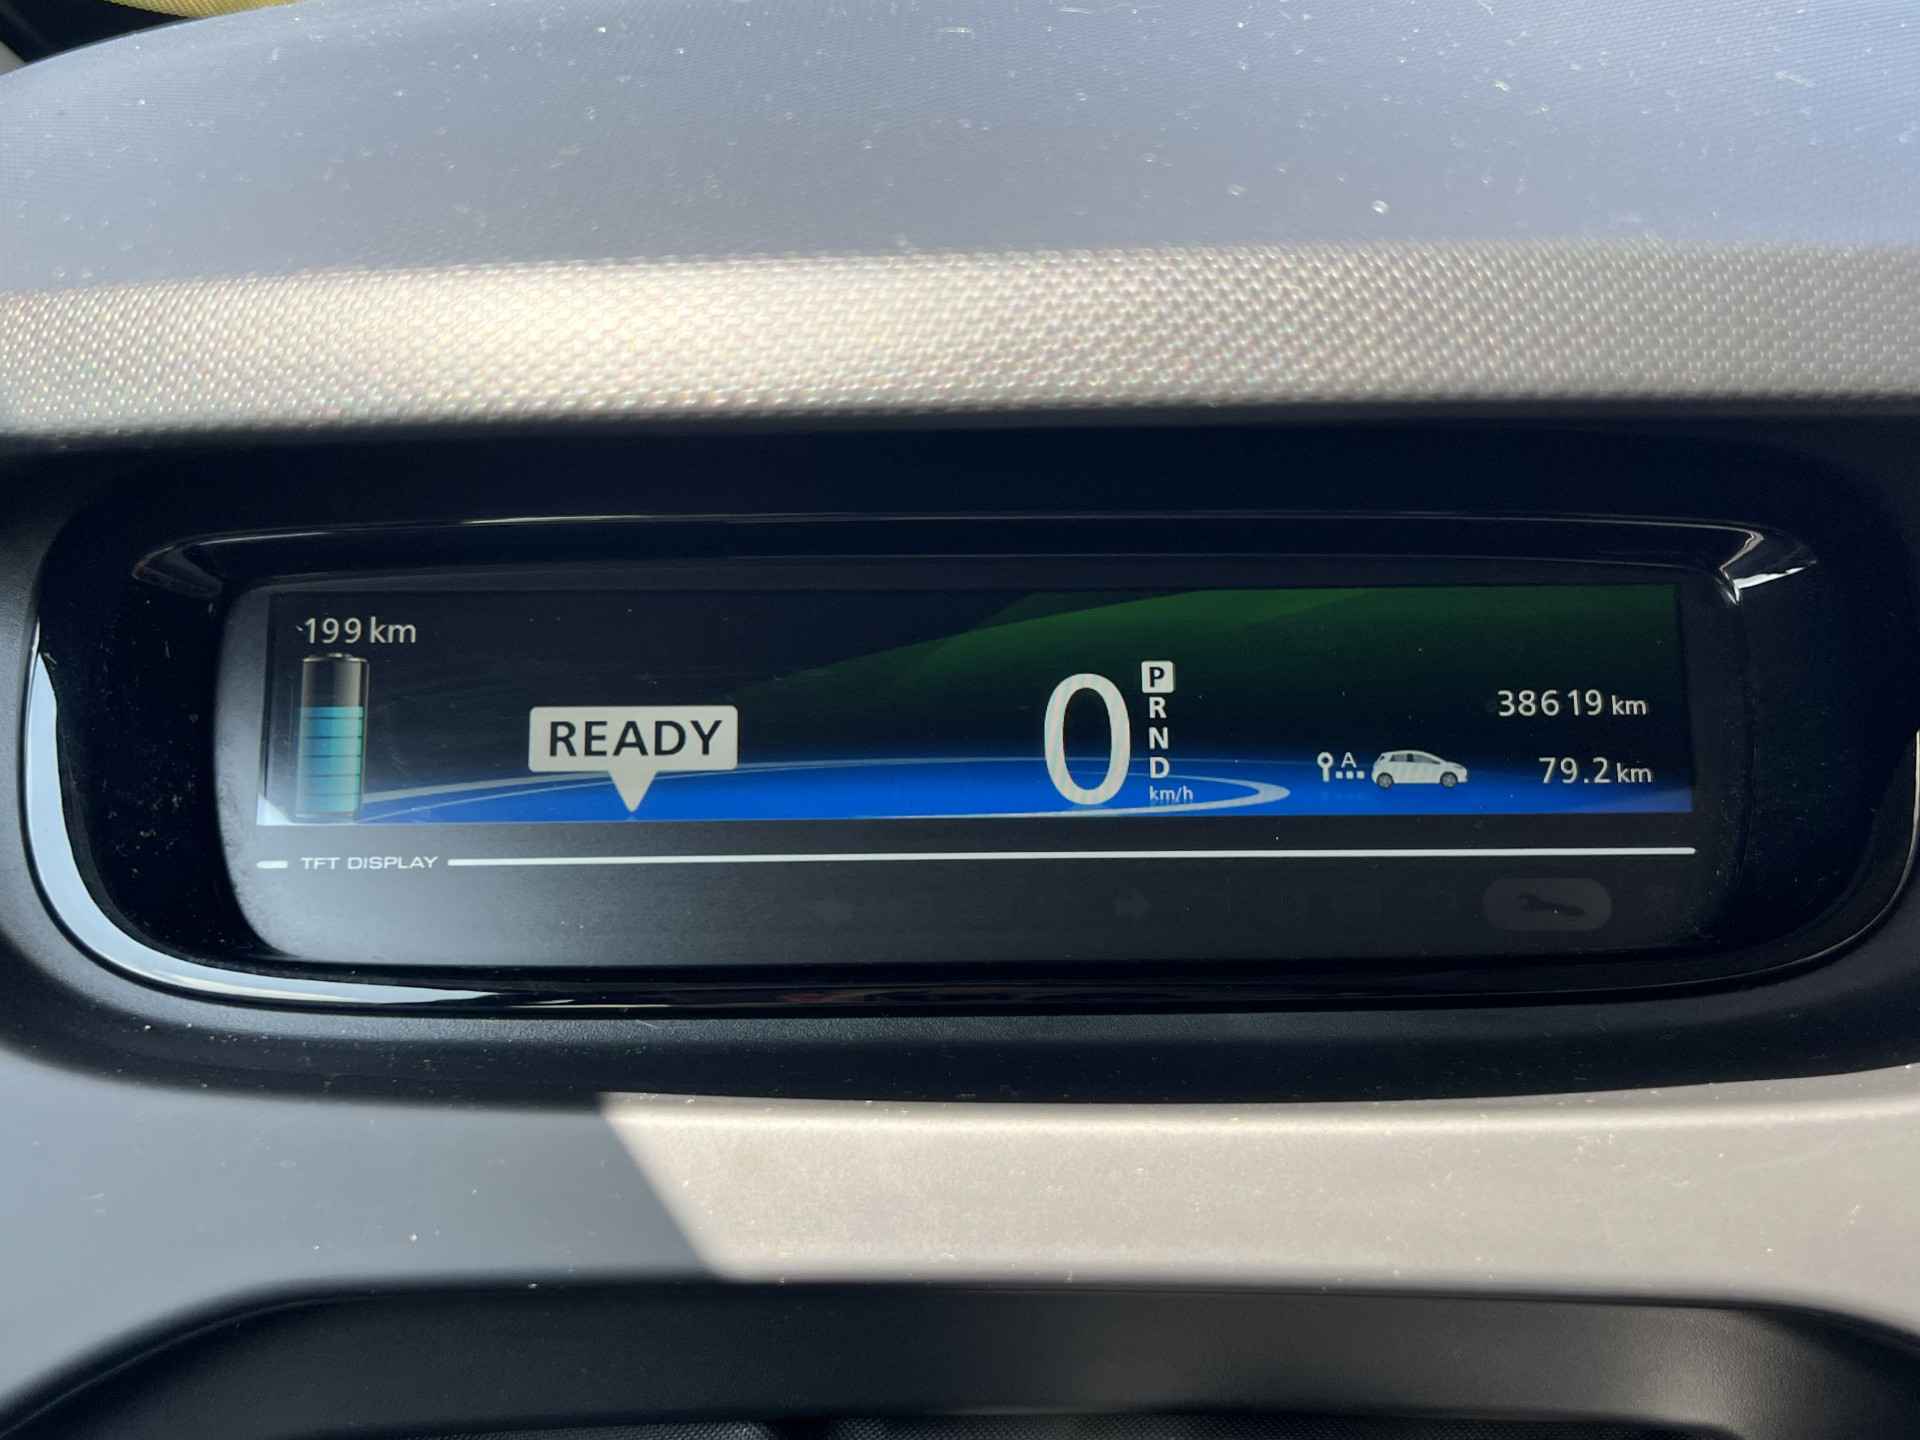 199 km
READY
0
P
R
N
D
km/h
38619 km
A
79.2 km
TFT DISPLAY